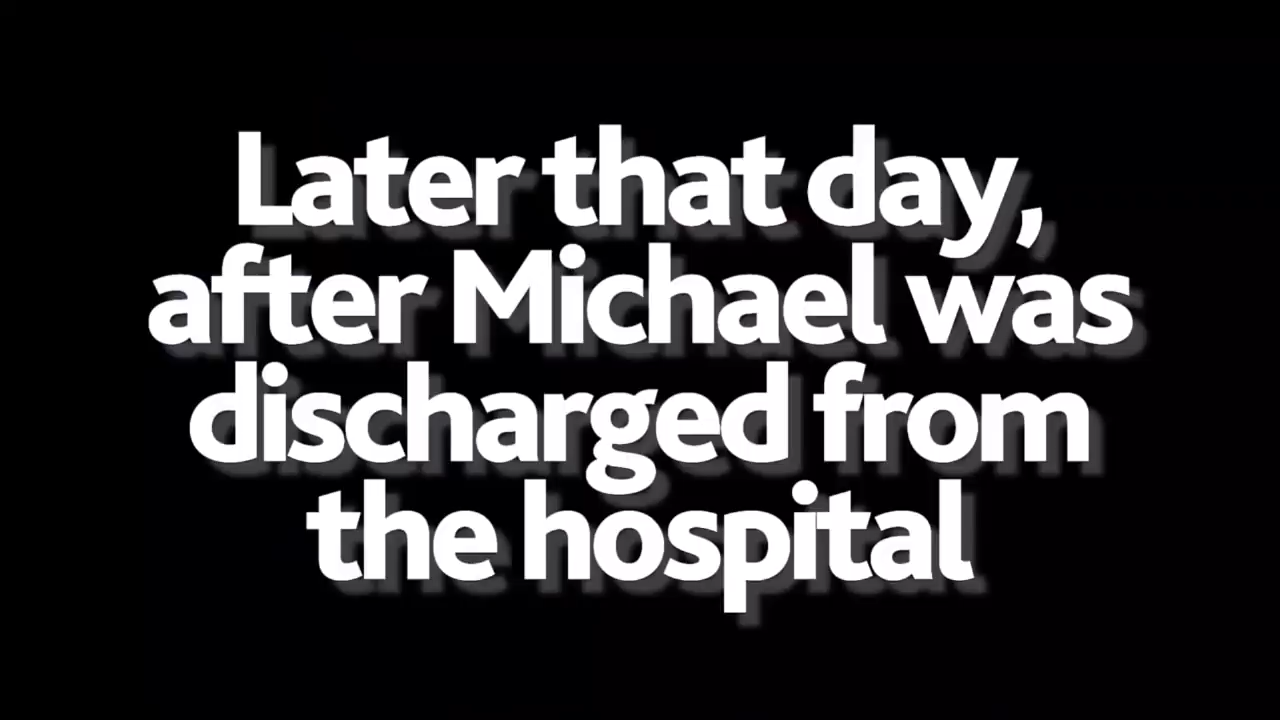 Later that day,
after Michael was
discharged from
the hospital